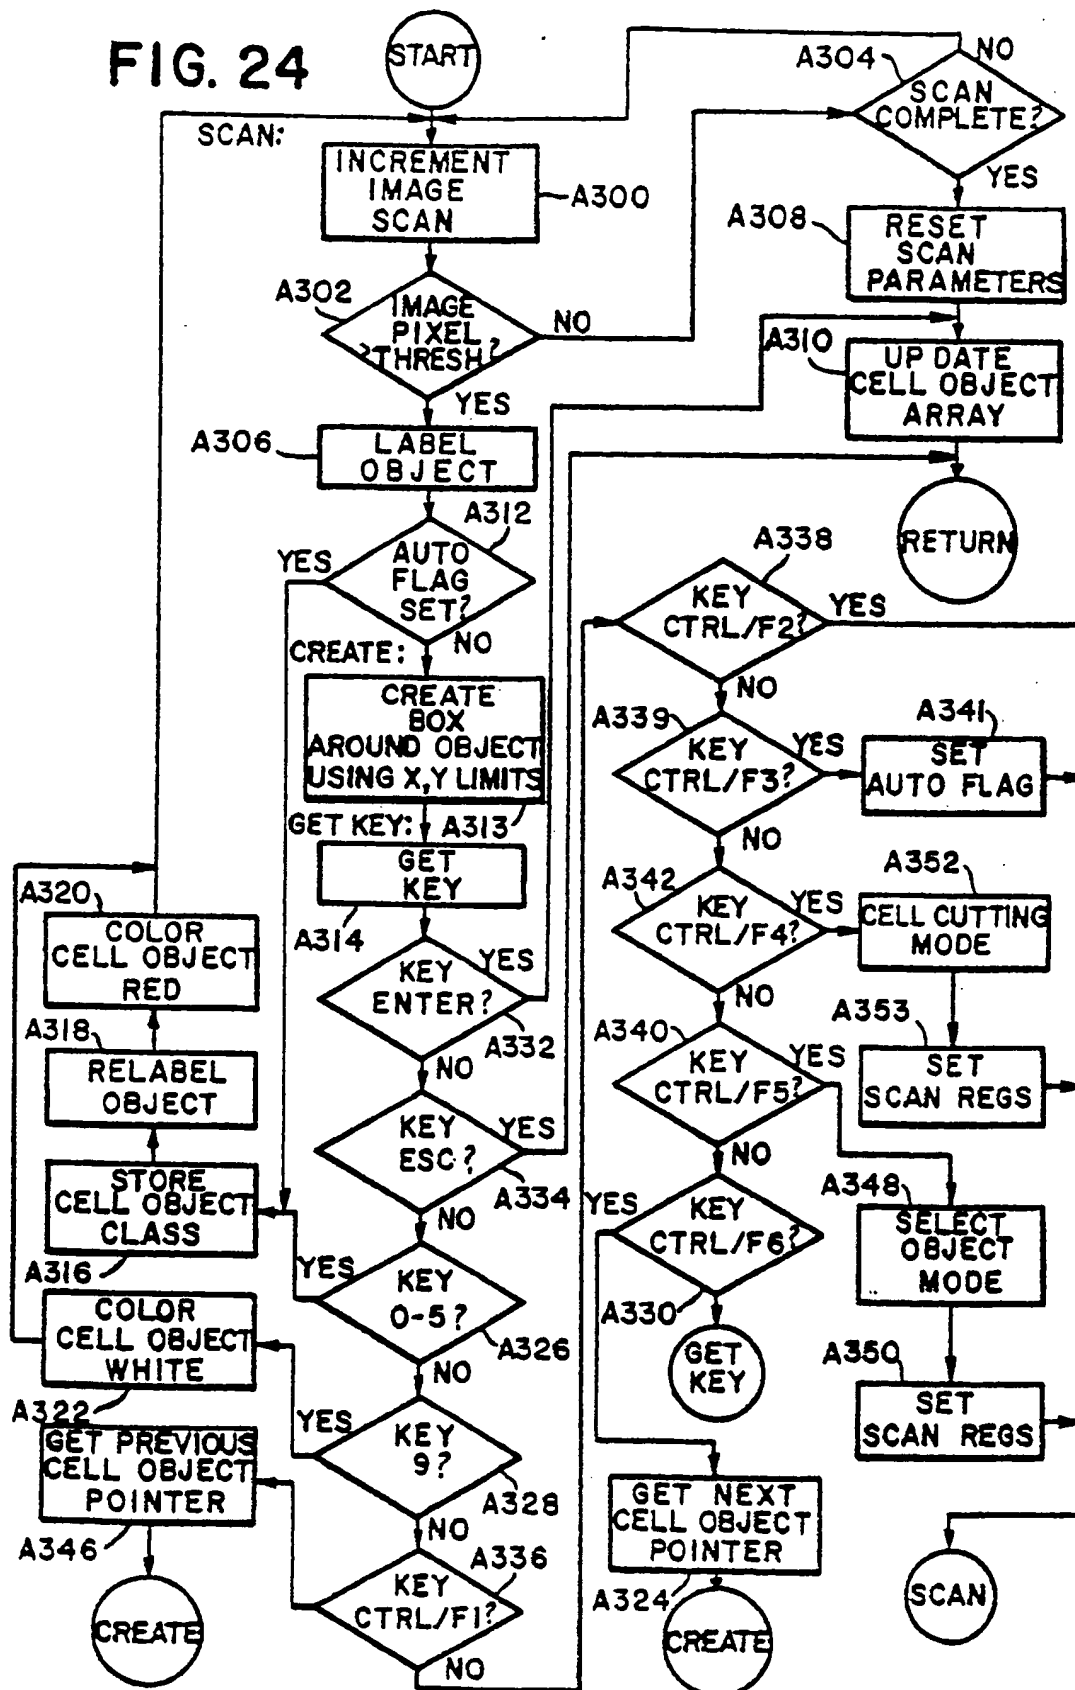 FIG. 24
START
SCAN:
INCREMENT
IMAGE
SCAN
A300
A302
IMAGE
PIXEL
>THRESH?
NO
YES
A304
SCAN
COMPLETE?
NO
YES
A308
RESET
SCAN
PARAMETERS
A310
UPDATE
CELL OBJECT
ARRAY
RETURN
A306
LABEL
OBJECT
A312
AUTO
FLAG
SET?
YES
NO
CREATE:
CREATE
BOX
AROUND OBJECT
USING X,Y LIMITS
A313
GET KEY:
GET
KEY
A314
KEY
ENTER?
YES
A332
NO
KEY
ESC?
YES
A334
NO
KEY
0-5?
YES
A326
NO
KEY
9?
YES
A328
NO
A336
KEY
CTRL/F1?
NO
A320
COLOR
CELL OBJECT
RED
A318
RELABEL
OBJECT
STORE
CELL OBJECT
CLASS
A316
COLOR
CELL OBJECT
WHITE
A322
GET PREVIOUS
CELL OBJECT
POINTER
A346
CREATE
A338
KEY
CTRL/F2?
YES
NO
A339
KEY
CTRL/F3?
YES
NO
A341
SET
AUTO FLAG
A342
KEY
CTRL/F4?
YES
NO
A352
CELL CUTTING
MODE
A353
SET
SCAN REGS
A340
KEY
CTRL/F5?
YES
NO
A348
SELECT
OBJECT
MODE
A350
SET
SCAN REGS
YES
KEY
CTRL/F6?
A330
GET
KEY
GET NEXT
CELL OBJECT
POINTER
A324
CREATE
SCAN